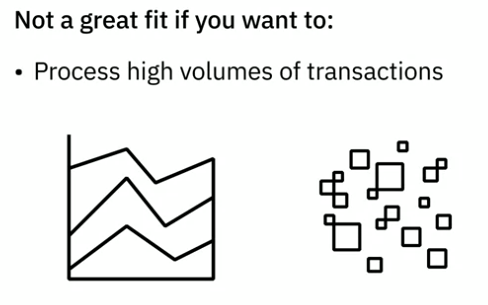 Not a great fit if you want to:
• Process high volumes of transactions